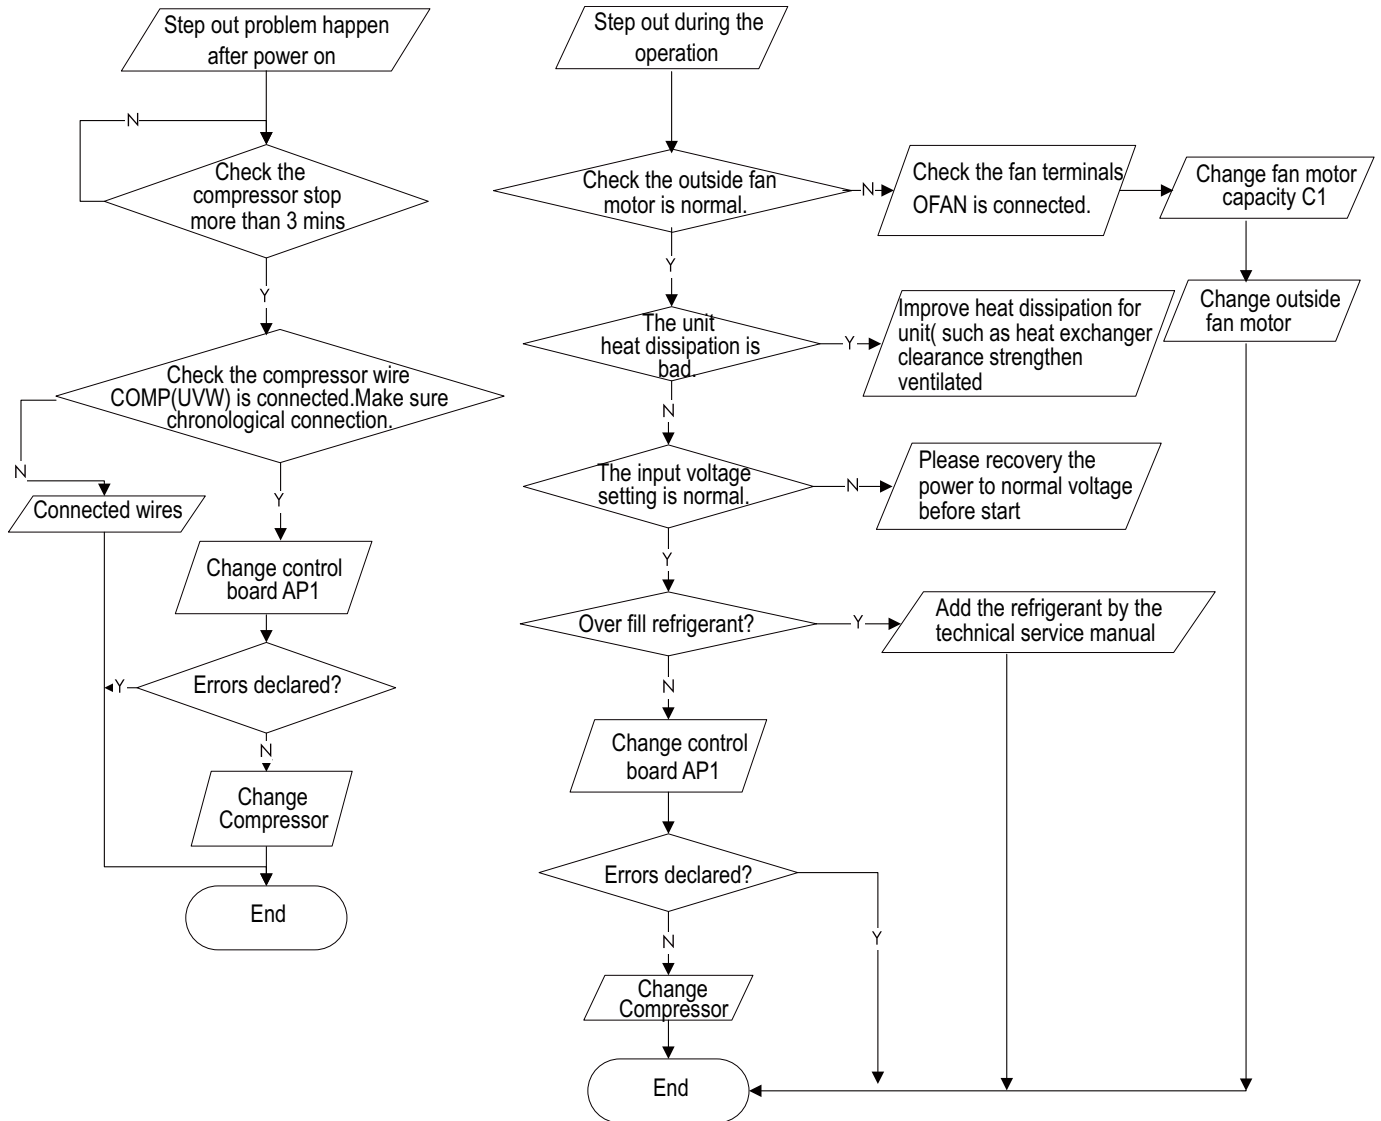 Step out problem happen
after power on
N
Check the
compressor stop
more than 3 mins
Y
Check the compressor wire
COMP(UVW) is connected.Make sure
chronological connection.
N
Connected wires
Y
Change control
board AP1
Errors declared?
Y
N
Change
Compressor
End
Step out during the
operation
Check the outside fan
motor is normal.
N
Check the fan terminals
OFAN is connected.
Change fan motor
capacity C1
Change outside
fan motor
Y
The unit
heat dissipation is
bad.
Y
Improve heat dissipation for
unit( such as heat exchanger
clearance strengthen
ventilated
N
The input voltage
setting is normal.
N
Please recovery the
power to normal voltage
before start
Y
Over fill refrigerant?
Y
Add the refrigerant by the
technical service manual
N
Change control
board AP1
Errors declared?
Y
N
Change
Compressor
End